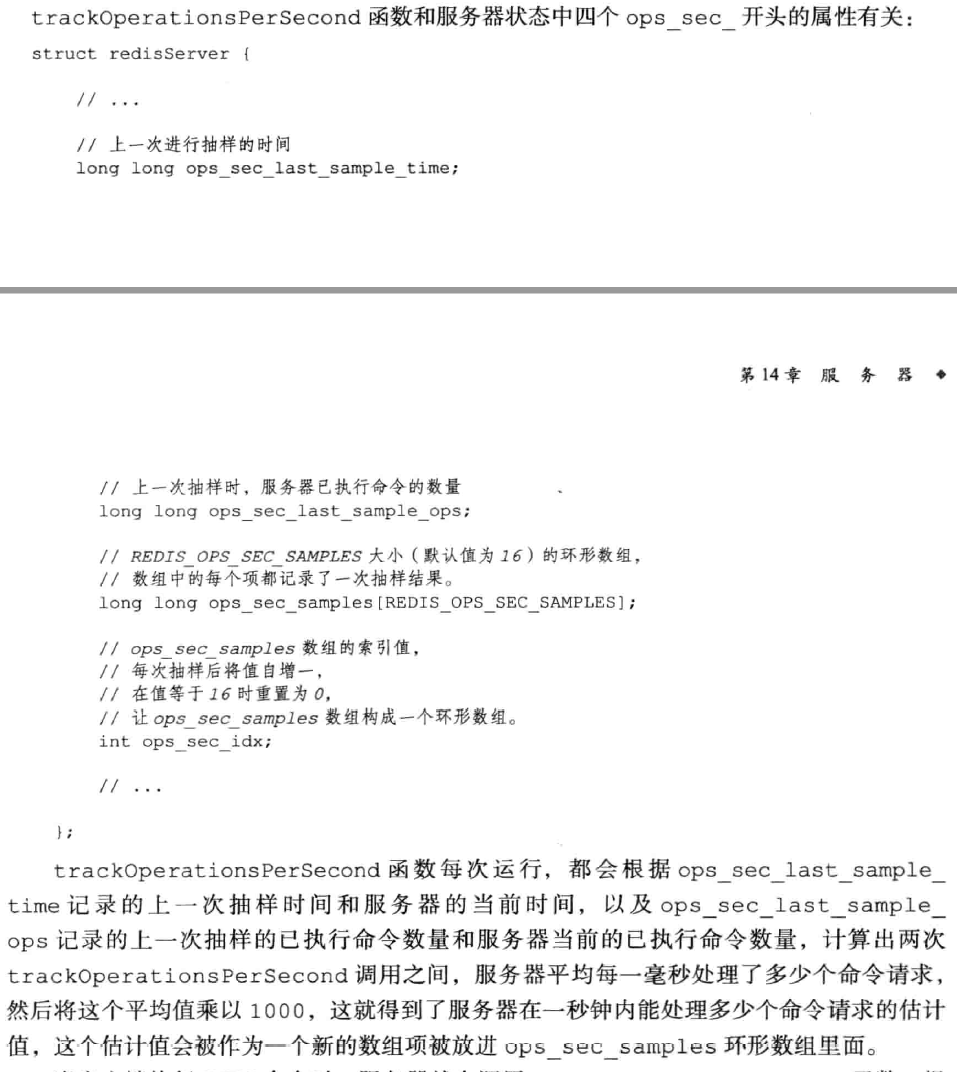 trackOperationsPerSecond 函数和服务器状态中四个 ops_sec_ 开头的属性有关:
struct redisServer {
// ...
// 上一次进行抽样的时间
long long ops_sec_last_sample_time;
第14章 服 务 器 ◆
// 上一次抽样时,服务器已执行命令的数量
long long ops_sec_last_sample_ops;
// REDIS_OPS_SEC_SAMPLES 大小(默认值为 16)的环形数组,
// 数组中的每个项都记录了一次抽样结果。
long long ops_sec_samples[REDIS_OPS_SEC_SAMPLES];
// ops_sec_samples 数组的索引值,
// 每次抽样后将值自增一,
// 在值等于 16 时重置为 0,
// 让 ops_sec_samples 数组构成一个环形数组。
int ops_sec_idx;
// ...
};
trackOperationsPerSecond 函数每次运行,都会根据 ops_sec_last_sample_
time 记录的上一次抽样时间和服务器的当前时间,以及 ops_sec_last_sample_
ops 记录的上一次抽样的已执行命令数量和服务器当前的已执行命令数量,计算出两次
trackOperationsPerSecond 调用之间,服务器平均每一毫秒处理了多少个命令请求,
然后将这个平均值乘以 1000,这就得到了服务器在一秒钟内能处理多少个命令请求的估计
值,这个估计值会被作为一个新的数组项被放进 ops_sec_samples 环形数组里面。